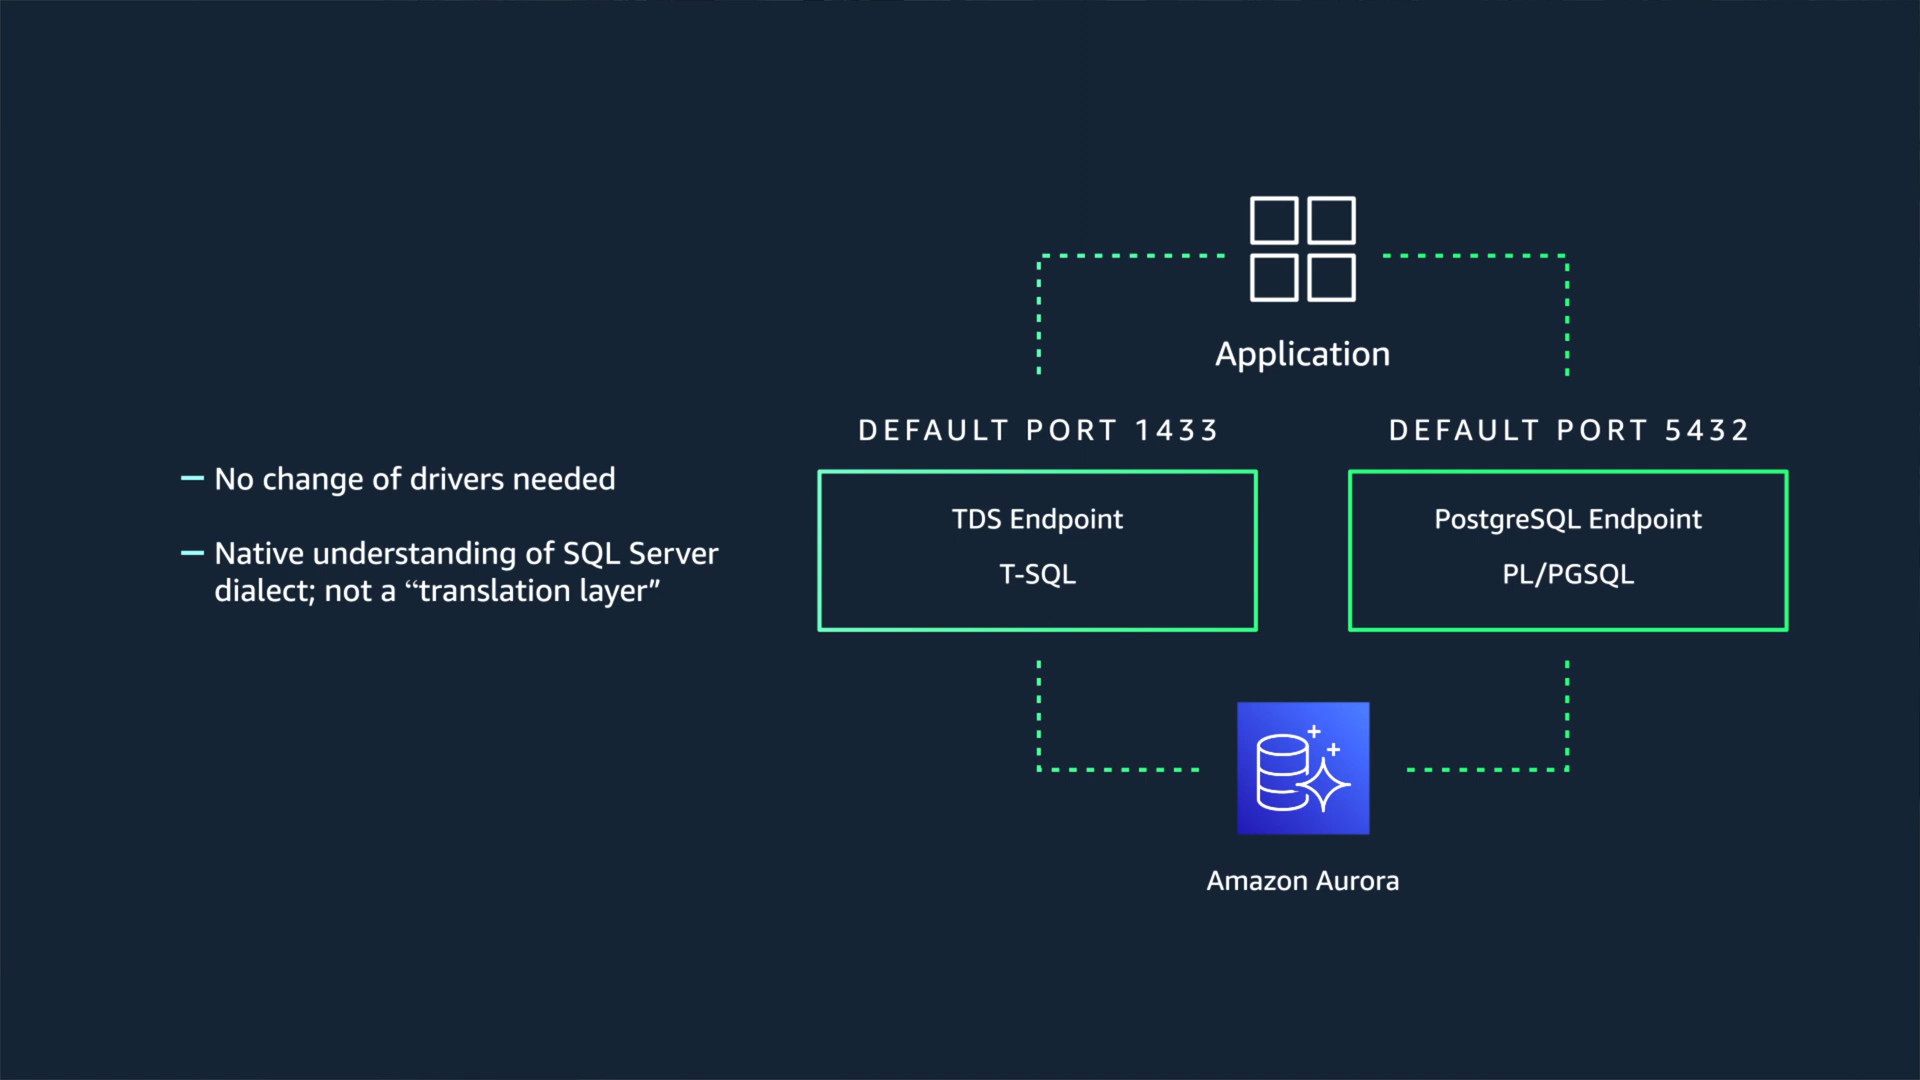 Application
DEFAULT PORT 1433
DEFAULT PORT 5432
— No change of drivers needed
— Native understanding of SQL Server
dialect; not a “translation layer”
TDS Endpoint
T-SQL
PostgreSQL Endpoint
PL/PGSQL
Amazon Aurora